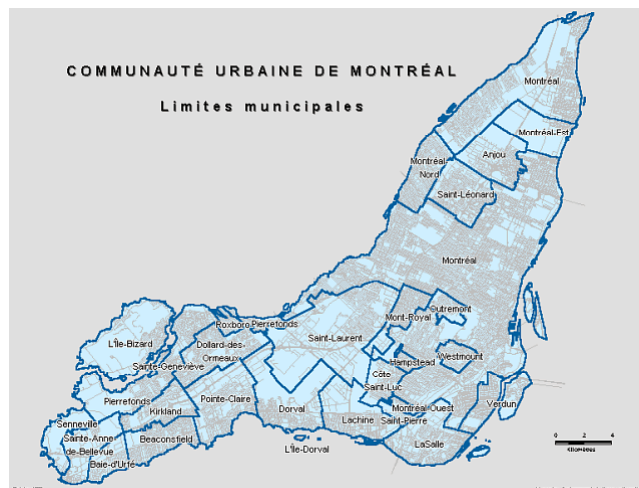 COMMUNAUTÉ URBAINE DE MONTRÉAL
Limites municipales
Montréal
Montréal-Est
Anjou
Montréal-
Nord
Saint-Léonard
Montréal
Outremont
Mont-Royal
Roxboro
Pierrefonds
Saint-Laurent
L'Île-Bizard
Dollard-des-
Ormeaux
Sainte-Geneviève
Hampstead
Westmount
Côte
Saint-Luc
Pierrefonds
Kirkland
Pointe-Claire
Dorval
Montréal Ouest
Verdun
Lachine
Saint-Pierre
Senneville
Sainte-Anne
de-Bellevue
Beaconsfield
L'Île-Dorval
LaSalle
Baie-d'Urfé
0 2 4